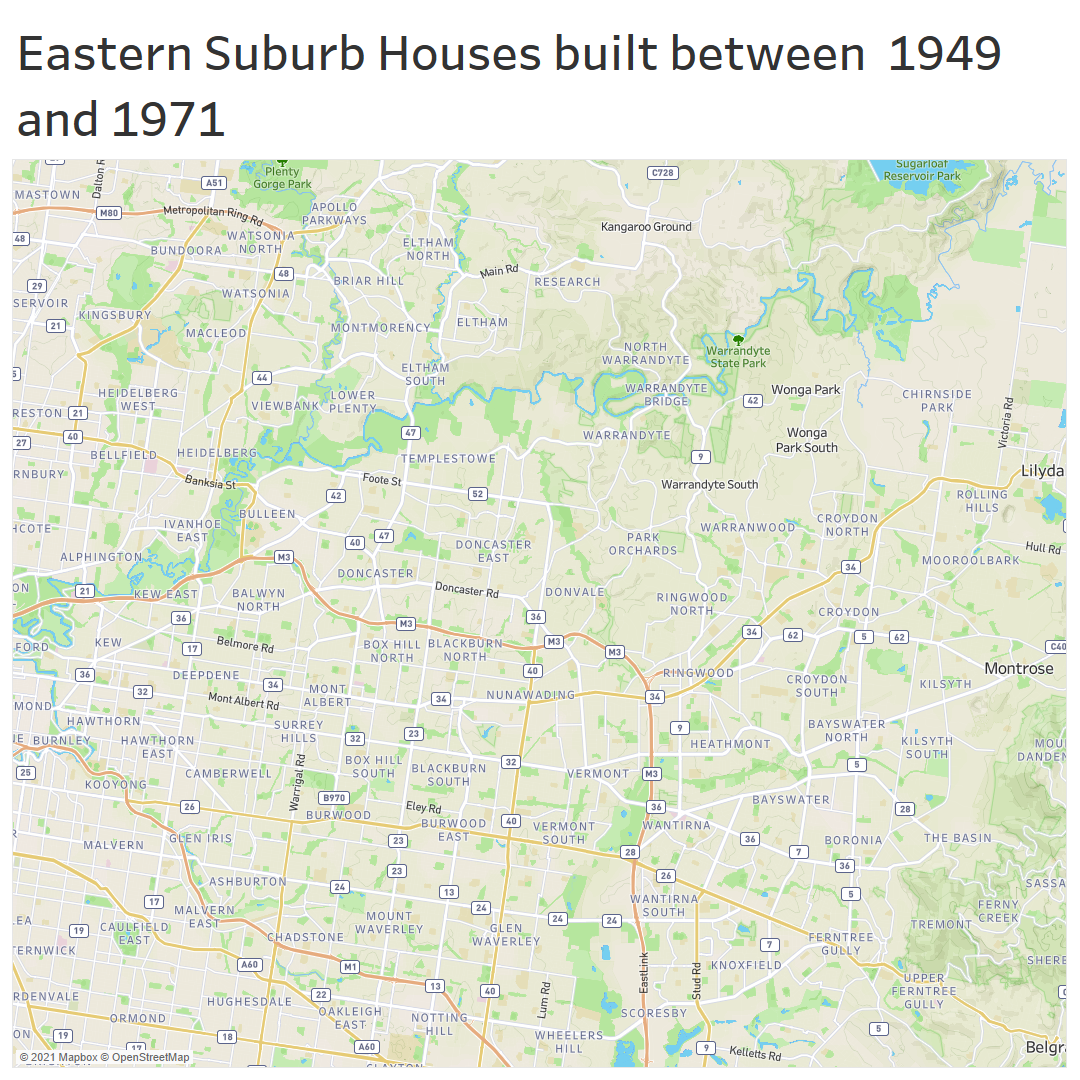 Eastern Suburb Houses built between 1949
and 1971
Sugarloaf
Reservoir Park
Plenty
Gorge Park
C728
A51
Dalton R
MASTOWN
M80
Metropolitan Ring Rd
APOLLO
PARKWAYS
Kangaroo Ground
48
BUNDOORA
WATSONIA
NORTH
ELTHAM
NORTH
48
Main Rd
RESEARCH
BRIAR HILL
29
WATSONIA
SERVOIR
KINGSBURY
21
MACLEOD
MONTMORENCY
ELTHAM
NORTH
WARRANDYTE
Warrandyte
State Park
44
ELTHAM
SOUTH
HEIDELBERG
WEST
VIEWBANK
LOWER
PLENTY
WARRANDYTE
BRIDGE
42
Wonga Park
CHIRNSIDE
PARK
Victoria Rd
RESTON
21
40
27
47
WARRANDYTE
Wonga
Park South
BELLFIELD
HEIDELBERG
TEMPLESTOWE
9
RNBURY
Banksia St
Foote St
Warrandyte South
Lilyda
42
52
ROLLING
HILLS
HCOTE
IVANHOE
EAST
BULLEEN
WARRANWOOD
CROYDON
NORTH
40
47
DONCASTER
EAST
PARK
ORCHARDS
Hull Rd
ALPHINGTON
M3
34
MOOROOLBARK
DONCASTER
ON
21
KEW EAST
BALWYN
NORTH
Doncaster Rd
DONVALE
RINGWOOD
NORTH
CROYDON
36
M3
36
34
62
5
62
FORD
KEW
17
Belmore Rd
BOX HILL
NORTH
BLACKBURN
NORTH
M3
M3
C40
36
DEEPDENE
40
RINGWOOD
Montrose
32
34
MONT
ALBERT
34
NUNAWADING
34
CROYDON
SOUTH
KILSYTH
MOND
Mont Albert Rd
HAWTHORN
SURREY
HILLS
32
23
9
BAYSWATER
NORTH
BURNLEY
HAWTHORN
EAST
HEATHMONT
KILSYTH
SOUTH
MOU
DANDEN
25
KOOYONG
CAMBERWELL
Warrigal Rd
BOX HILL
SOUTH
BLACKBURN
SOUTH
32
VERMONT
M3
5
26
B970
BURWOOD
Eley Rd
BURWOOD
EAST
40
VERMONT
SOUTH
36
BAYSWATER
28
WANTIRNA
MALVERN
GLEN IRIS
23
28
36
7
BORONIA
THE BASIN
ASHBURTON
24
23
13
26
36
5
SASSA
17
MALVERN
EAST
MOUNT
WAVERLEY
24
24
24
WANTIRNA
SOUTH
FERNY
CREEK
LEA
19
CAULFIELD
EAST
CHADSTONE
GLEN
WAVERLEY
7
FERNTREE
GULLY
TREMONT
TERNWICK
A60
M1
EastLink
Stud Rd
KNOXFIELD
SHERE
RDENVALE
HUGHESDALE
22
13
40
Lum Rd
UPPER
FERNTREE
GULLY
ORMOND
OAKLEIGH
EAST
NOTTING
HILL
SCORESBY
19
18
WHEELERS
HILL
5
ON
17
A60
9
Kelletts Rd
Belgr
© 2021 Mapbox © OpenStreetMap